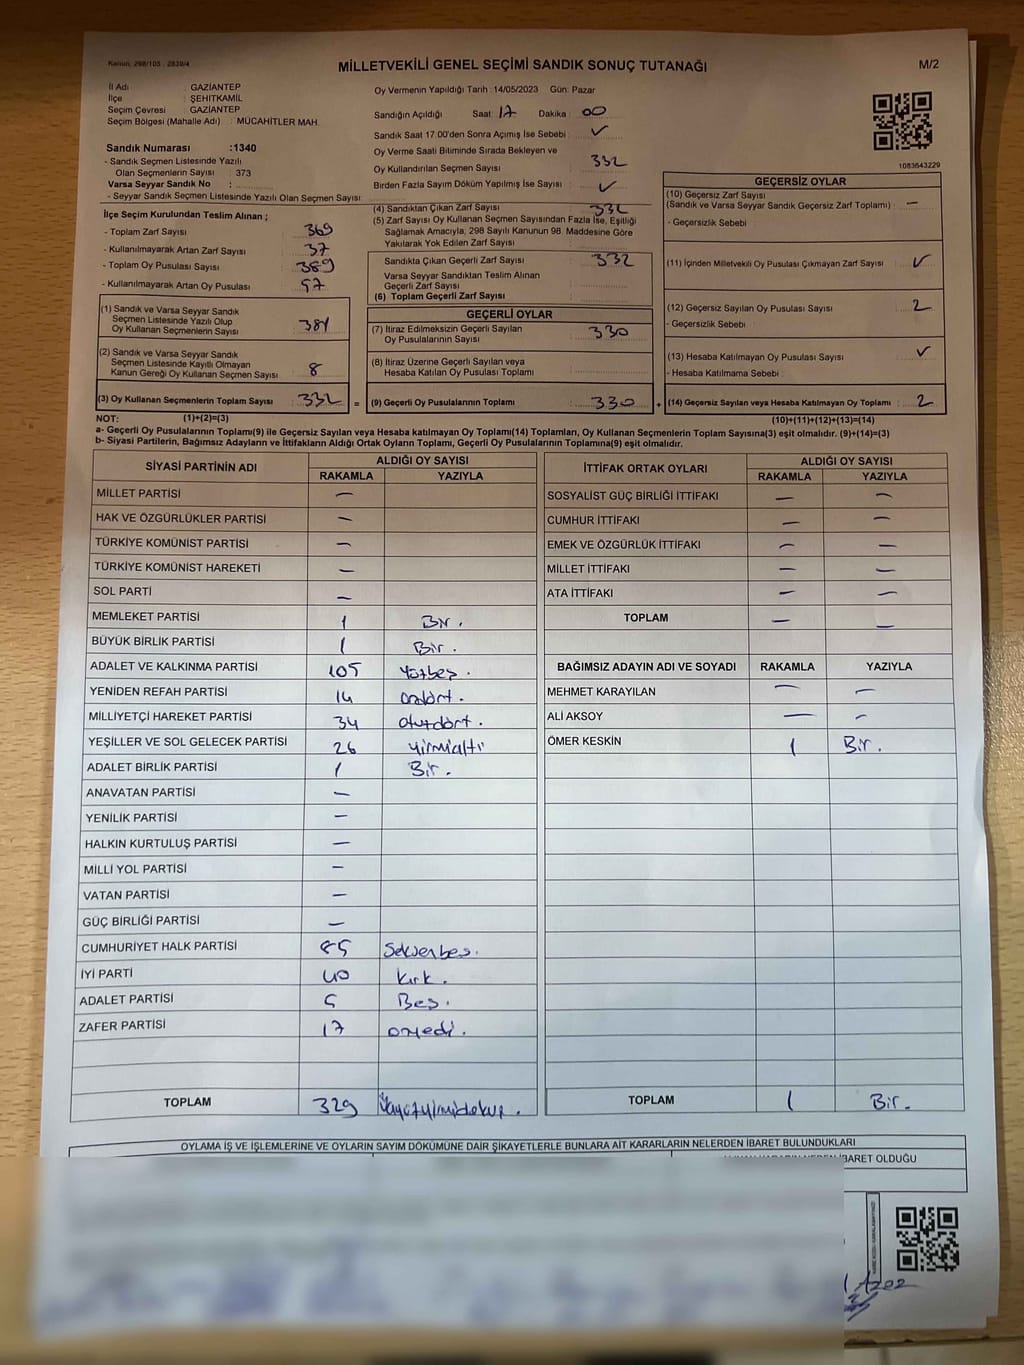 Kanun, 298/105 : 2839/4
MİLLETVEKİLİ GENEL SEÇİMİ SANDIK SONUÇ TUTANAĞI
M/2
İl Adı : GAZİANTEP
İlçe : ŞEHİTKAMİL
Seçim Çevresi : GAZİANTEP
Seçim Bölgesi (Mahalle Adı) : MÜCAHİTLER MAH.
Sandık Numarası :1340
- Sandık Seçmen Listesinde Yazılı
Olan Seçmenlerin Sayısı : 373
Varsa Seyyar Sandık No :
- Seyyar Sandık Seçmen Listesinde Yazılı Olan Seçmen Sayısı
Oy Vermenin Yapıldığı Tarih :14/05/2023 Gün: Pazar
Sandığın Açıldığı Saat: 17 Dakika : 00
Sandık Saat 17:00'den Sonra Açımış İse Sebebi : ✓
Oy Verme Saati Bitiminde Sırada Bekleyen ve
Oy Kullandırılan Seçmen Sayısı : 332
Birden Fazla Sayım Döküm Yapılmış İse Sayısı : ✓
1083643229
İlçe Seçim Kurulundan Teslim Alınan ;
- Toplam Zarf Sayısı : 369
- Kullanılmayarak Artan Zarf Sayısı : 37
- Toplam Oy Pusulası Sayısı : 389
- Kullanılmayarak Artan Oy Pusulası : 57
(4) Sandıktan Çıkan Zarf Sayısı : 332
(5) Zarf Sayısı Oy Kullanan Seçmen Sayısından Fazla İse, Eşitliği
Sağlamak Amacıyla, 298 Sayılı Kanunun 98. Maddesine Göre
Yakılarak Yok Edilen Zarf Sayısı :
Sandıkta Çıkan Geçerli Zarf Sayısı : 332
Varsa Seyyar Sandıktan Teslim Alınan
Geçerli Zarf Sayısı :
(6) Toplam Geçerli Zarf Sayısı :
GEÇERSİZ OYLAR
(10) Geçersiz Zarf Sayısı
(Sandık ve Varsa Seyyar Sandık Geçersiz Zarf Toplamı) : —
- Geçersizlik Sebebi
(11) İçinden Milletvekili Oy Pusulası Çıkmayan Zarf Sayısı : ✓
(12) Geçersiz Sayılan Oy Pusulası Sayısı : 2
- Geçersizlik Sebebi
(13) Hesaba Katılmayan Oy Pusulası Sayısı : ✓
- Hesaba Katılmama Sebebi :
(1) Sandık ve Varsa Seyyar Sandık
Seçmen Listesinde Yazılı Olup
Oy Kullanan Seçmenlerin Sayısı :
(2) Sandık ve Varsa Seyyar Sandık
Seçmen Listesinde Kayıtlı Olmayan
Kanun Gereği Oy Kullanan Seçmen Sayısı : 8
(3) Oy Kullanan Seçmenlerin Toplam Sayısı : 332
GEÇERLİ OYLAR
(7) İtiraz Edilmeksizin Geçerli Sayılan
Oy Pusulalarının Sayısı : 330
(8) İtiraz Üzerine Geçerli Sayılan veya
Hesaba Katılan Oy Pusulası Toplamı :
= (9) Geçerli Oy Pusulalarının Toplamı : 330
+ (14) Geçersiz Sayılan veya Hesaba Katılmayan Oy Toplamı : 2
NOT: (1)+(2)=(3)
(10)+(11)+(12)+(13)=(14)
a- Geçerli Oy Pusulalarının Toplamı(9) ile Geçersiz Sayılan veya Hesaba katılmayan Oy Toplamı(14) Toplamları, Oy Kullanan Seçmenlerin Toplam Sayısına(3) eşit olmalıdır. (9)+(14)=(3)
b- Siyasi Partilerin, Bağımsız Adayların ve İttifakların Aldığı Ortak Oyların Toplamı, Geçerli Oy Pusulalarının Toplamına(9) eşit olmalıdır.
SİYASİ PARTİNİN ADI ALDIĞI OY SAYISI
RAKAMLA YAZIYLA
MİLLET PARTİSİ —
HAK VE ÖZGÜRLÜKLER PARTİSİ —
TÜRKİYE KOMÜNİST PARTİSİ —
TÜRKİYE KOMÜNİST HAREKETİ —
SOL PARTİ —
MEMLEKET PARTİSİ 1 Bir.
BÜYÜK BİRLİK PARTİSİ 1 Bir.
ADALET VE KALKINMA PARTİSİ 105 Yüzbeş.
YENİDEN REFAH PARTİSİ 14 ondört.
MİLLİYETÇİ HAREKET PARTİSİ 34 otuzdört.
YEŞİLLER VE SOL GELECEK PARTİSİ 26 yirmialtı
ADALET BİRLİK PARTİSİ 1 Bir.
ANAVATAN PARTİSİ —
YENİLİK PARTİSİ —
HALKIN KURTULUŞ PARTİSİ —
MİLLİ YOL PARTİSİ —
VATAN PARTİSİ —
GÜÇ BİRLİĞİ PARTİSİ —
CUMHURİYET HALK PARTİSİ 85 Seksenbeş.
İYİ PARTİ 40 kırk.
ADALET PARTİSİ 5 Beş.
ZAFER PARTİSİ 17 onyedi.
TOPLAM 329
İTTİFAK ORTAK OYLARI ALDIĞI OY SAYISI
RAKAMLA YAZIYLA
SOSYALİST GÜÇ BİRLİĞİ İTTİFAKI — —
CUMHUR İTTİFAKI — —
EMEK VE ÖZGÜRLÜK İTTİFAKI — —
MİLLET İTTİFAKI — —
ATA İTTİFAKI — —
TOPLAM — —
BAĞIMSIZ ADAYIN ADI VE SOYADI RAKAMLA YAZIYLA
MEHMET KARAYILAN — —
ALİ AKSOY — —
ÖMER KESKİN 1 Bir.
TOPLAM 1 Bir.
OYLAMA İŞ VE İŞLEMLERİNE VE OYLARIN SAYIM DÖKÜMÜNE DAİR ŞİKAYETLERLE BUNLARA AİT KARARLARIN NELERDEN İBARET BULUNDUKLARI
İBARET OLDUĞU